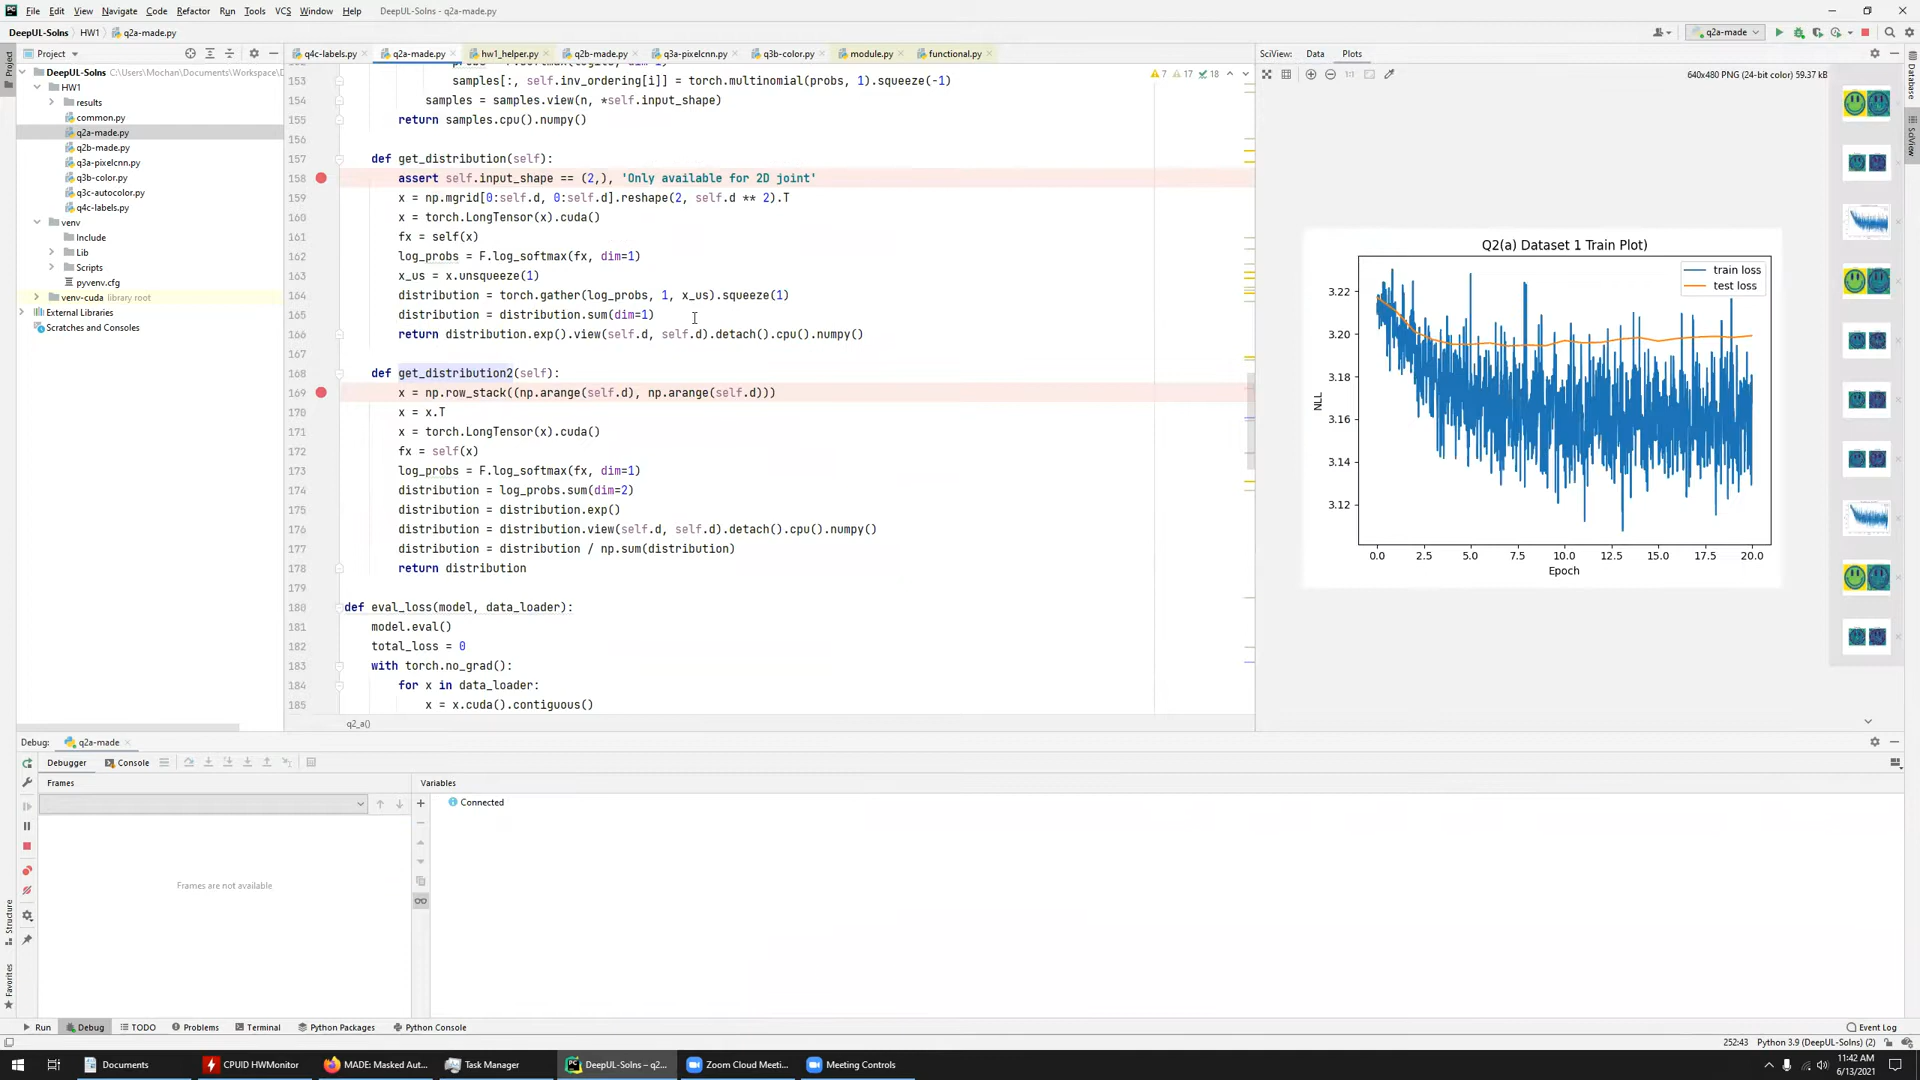 File Edit View Navigate Code Refactor Run Tools VCS Window Help DeepUL-Solns - q2a-made.py
DeepUL-Solns HW1 q2a-made.py q2a-made
Project q4c-labels.py q2a-made.py hw1_helper.py q2b-made.py q3a-pixelcnn.py q3b-color.py module.py functional.py SciView: Data Plots
DeepUL-Solns C:\Users\Mochan\Documents\Workspace\D
HW1
results
common.py
q2a-made.py
q2b-made.py
q3a-pixelcnn.py
q3b-color.py
q3c-autocolor.py
q4c-labels.py
venv
Include
Lib
Scripts
pyvenv.cfg
venv-cuda library root
External Libraries
Scratches and Consoles
7 17 18
153 samples[:, self.inv_ordering[i]] = torch.multinomial(probs, 1).squeeze(-1)
154 samples = samples.view(n, *self.input_shape)
155 return samples.cpu().numpy()
156
157 def get_distribution(self):
158 assert self.input_shape == (2,), 'Only available for 2D joint'
159 x = np.mgrid[0:self.d, 0:self.d].reshape(2, self.d ** 2).T
160 x = torch.LongTensor(x).cuda()
161 fx = self(x)
162 log_probs = F.log_softmax(fx, dim=1)
163 x_us = x.unsqueeze(1)
164 distribution = torch.gather(log_probs, 1, x_us).squeeze(1)
165 distribution = distribution.sum(dim=1)
166 return distribution.exp().view(self.d, self.d).detach().cpu().numpy()
167
168 def get_distribution2(self):
169 x = np.row_stack((np.arange(self.d), np.arange(self.d)))
170 x = x.T
171 x = torch.LongTensor(x).cuda()
172 fx = self(x)
173 log_probs = F.log_softmax(fx, dim=1)
174 distribution = log_probs.sum(dim=2)
175 distribution = distribution.exp()
176 distribution = distribution.view(self.d, self.d).detach().cpu().numpy()
177 distribution = distribution / np.sum(distribution)
178 return distribution
179
180 def eval_loss(model, data_loader):
181 model.eval()
182 total_loss = 0
183 with torch.no_grad():
184 for x in data_loader:
185 x = x.cuda().contiguous()
q2_a()
1:1 640x480 PNG (24-bit color) 59.37 kB
Q2(a) Dataset 1 Train Plot)
train loss
test loss
NLL
3.22
3.20
3.18
3.16
3.14
3.12
0.0 2.5 5.0 7.5 10.0 12.5 15.0 17.5 20.0
Epoch
Database
SciView
Project
Structure
Favorites
Debug: q2a-made
Debugger Console
Frames Variables
Connected
Frames are not available
Run Debug TODO Problems Terminal Python Packages Python Console Event Log
252:43 Python 3.9 (DeepUL-Solns) (2)
Documents CPUID HWMonitor MADE: Masked Aut... Task Manager DeepUL-Solns – q2... Zoom Cloud Meeti... Meeting Controls
11:42 AM
6/13/2021